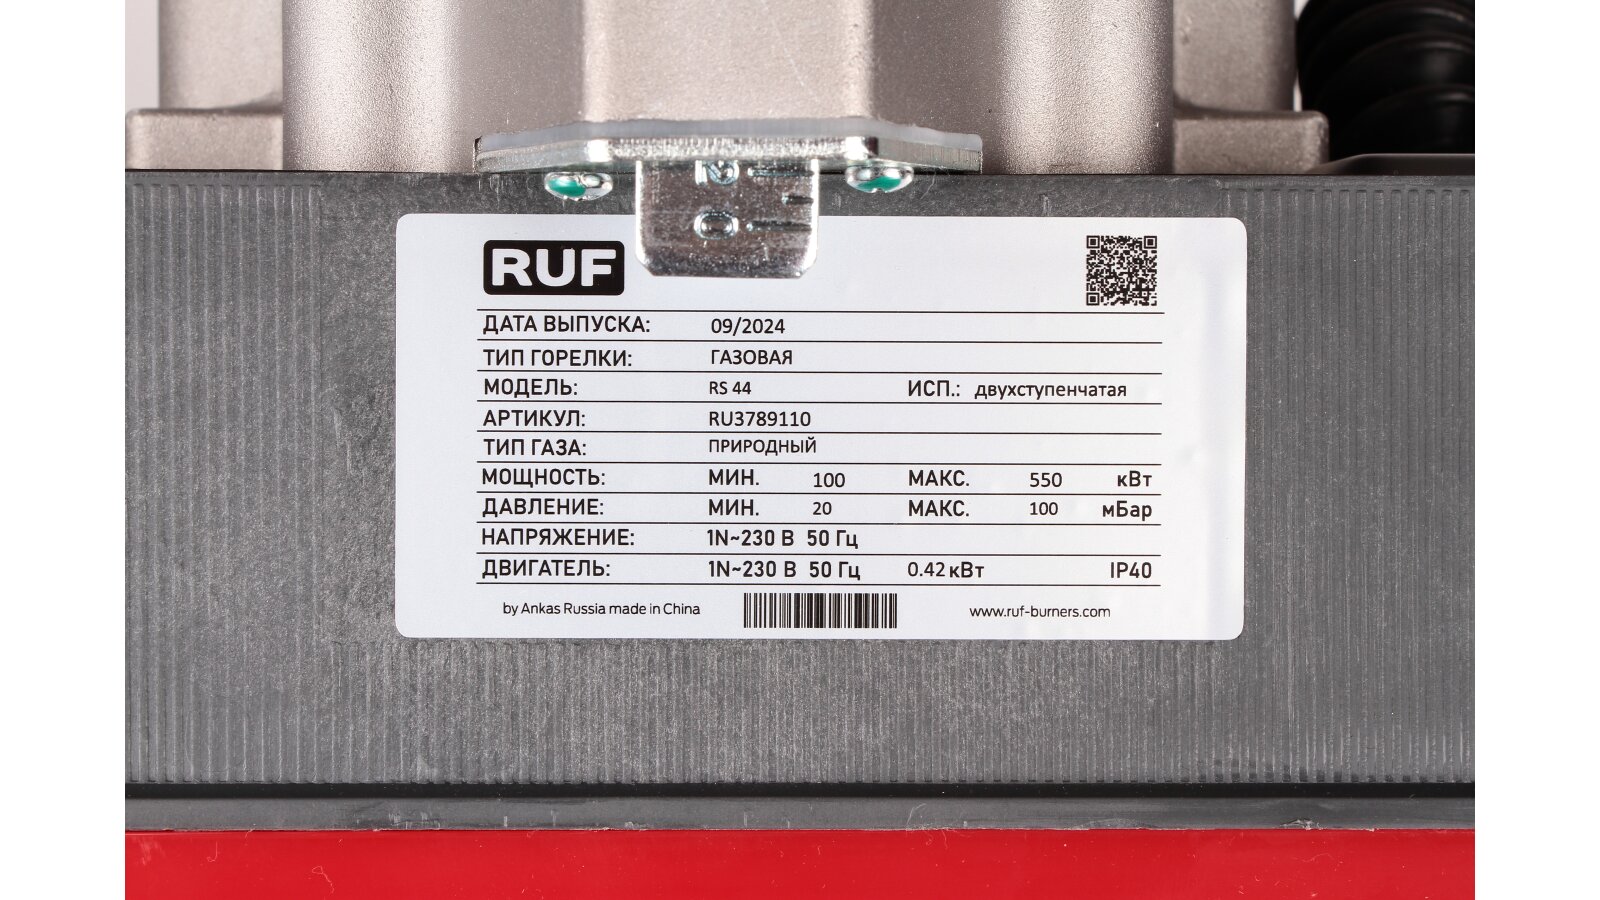 2
0
RUF
ДАТА ВЫПУСКА: 09/2024
ТИП ГОРЕЛКИ: ГАЗОВАЯ
МОДЕЛЬ: RS 44 ИСП.: двухступенчатая
АРТИКУЛ: RU3789110
ТИП ГАЗА: ПРИРОДНЫЙ
МОЩНОСТЬ: МИН. 100 МАКС. 550 кВт
ДАВЛЕНИЕ: МИН. 20 МАКС. 100 мБар
НАПРЯЖЕНИЕ: 1N~230 В 50 Гц
ДВИГАТЕЛЬ: 1N~230 В 50 Гц 0.42 кВт IP40
by Ankas Russia made in China www.ruf-burners.com